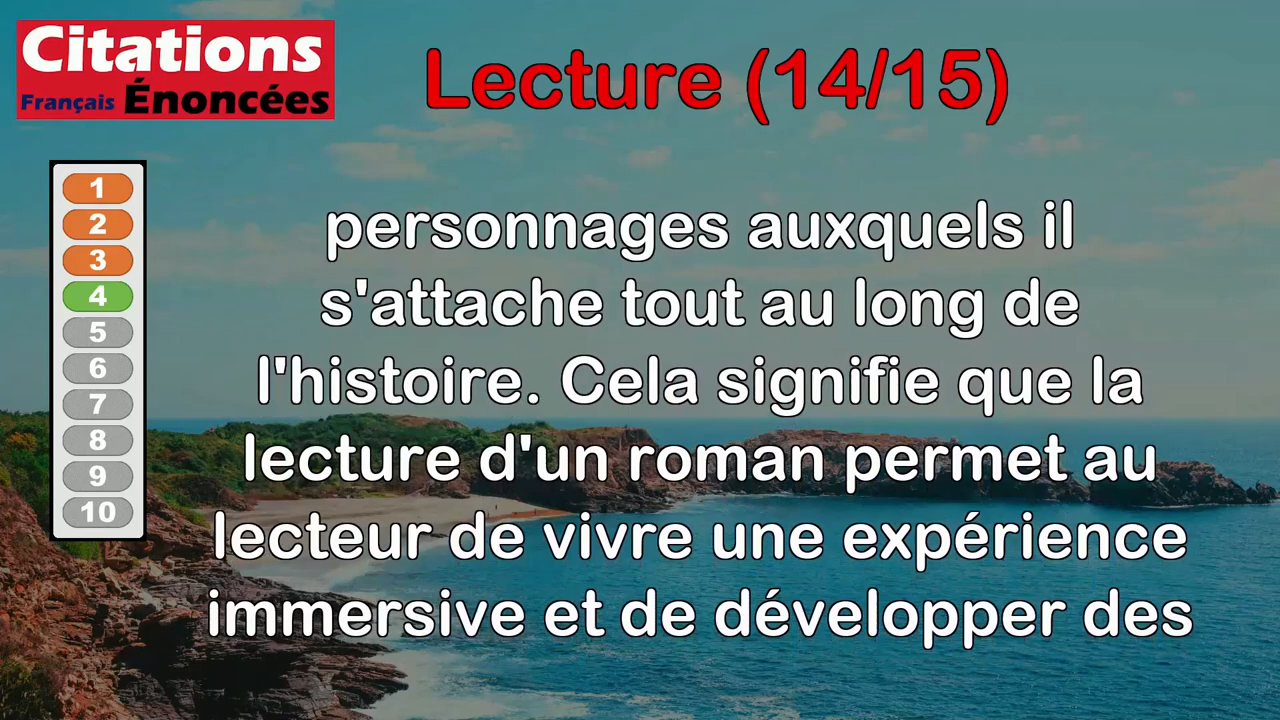 Citations
Français Énoncées
Lecture (14/15)
1
2
3
4
5
6
7
8
9
10
personnages auxquels il
s'attache tout au long de
l'histoire. Cela signifie que la
lecture d'un roman permet au
lecteur de vivre une expérience
immersive et de développer des